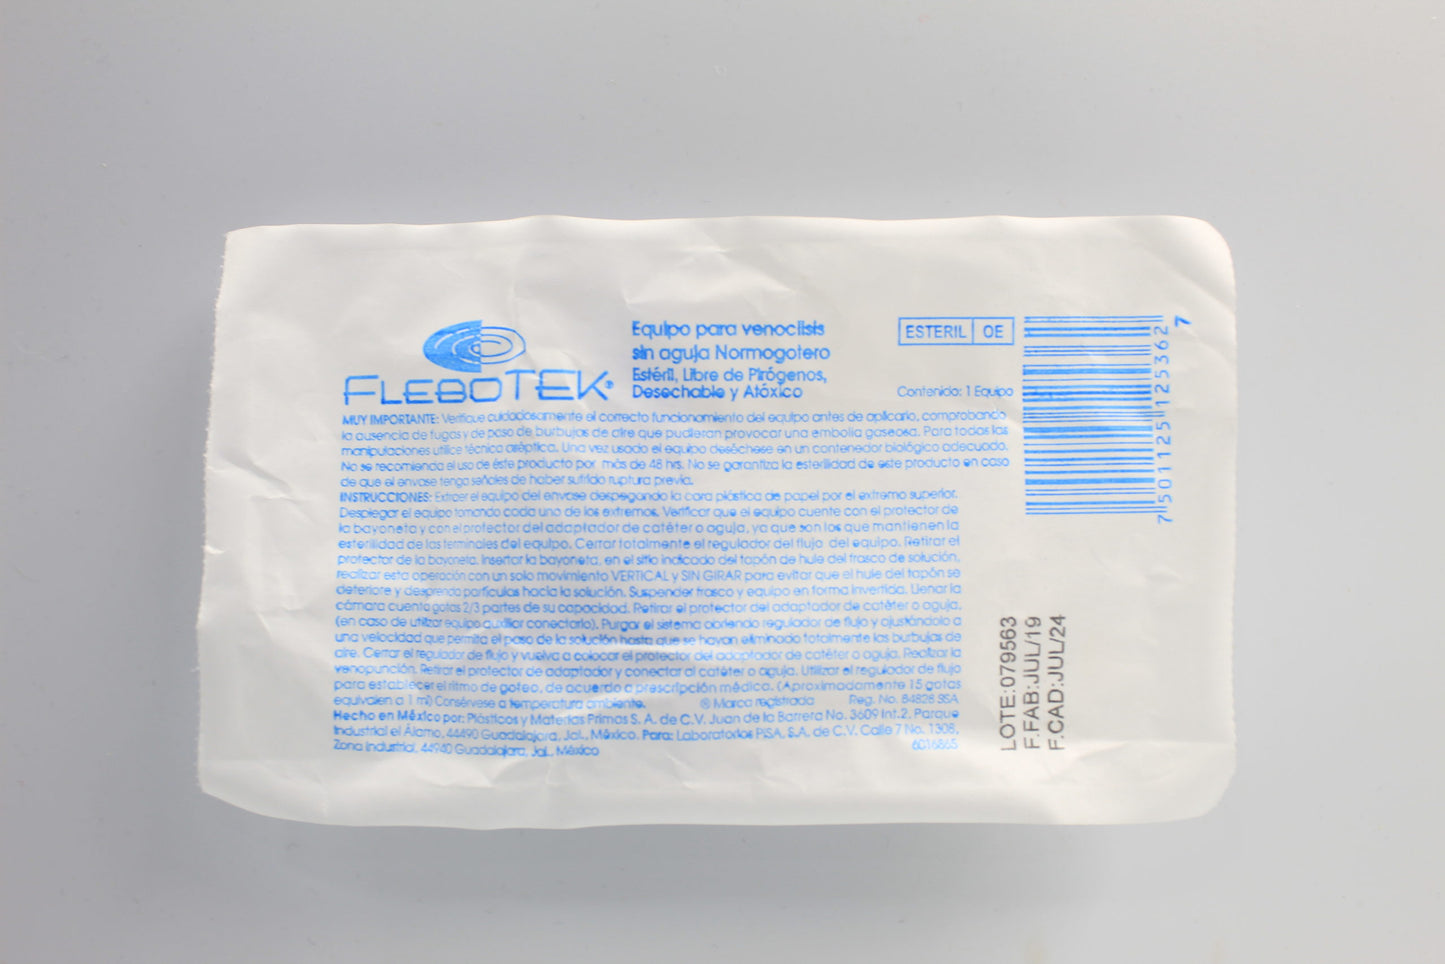 FLEBOTEK®
Equipo para venoclisis
sin aguja Normogotero
Estéril, Libre de Pirógenos,
Desechable y Atóxico
ESTERIL OE
Contenido: 1 Equipo
MUY IMPORTANTE: Verifique cuidadosamente el correcto funcionamiento del equipo antes de aplicarlo, comprobando
la ausencia de fugas y de paso de burbujas de aire que pudieran provocar una embolia gaseosa. Para todas las
manipulaciones utilice técnica aséptica. Una vez usado el equipo deséchese en un contenedor biológico adecuado.
No se recomienda el uso de éste producto por más de 48 hrs. No se garantiza la esterilidad de este producto en caso
de que el envase tenga señales de haber sufrido ruptura previa.
INSTRUCCIONES: Extraer el equipo del envase despegando la cara plástica de papel por el extremo superior.
Desplegar el equipo tomando cada uno de los extremos. Verificar que el equipo cuente con el protector de
la bayoneta y con el protector del adaptador de catéter o aguja, ya que son los que mantienen la
esterilidad de las terminales del equipo. Cerrar totalmente el regulador del flujo del equipo. Retirar el
protector de la bayoneta. Insertar la bayoneta, en el sitio indicado del tapón de hule del frasco de solución,
realizar esta operación con un solo movimiento VERTICAL y SIN GIRAR para evitar que el hule del tapón se
deteriore y desprenda partículas hacia la solución. Suspender frasco y equipo en forma invertida. Llenar la
cámara cuenta gotas 2/3 partes de su capacidad. Retirar el protector del adaptador de catéter o aguja,
(en caso de utilizar equipo auxiliar conectarlo). Purgar el sistema abriendo regulador de flujo y ajustándolo a
una velocidad que permita el paso de la solución hasta que se hayan eliminado totalmente las burbujas de
aire. Cerrar el regulador de flujo y vuelva a colocar el protector del adaptador de catéter o aguja. Realizar la
venopunción. Retirar el protector de adaptador y conectar al catéter o aguja. Utilizar el regulador de flujo
para establecer el ritmo de goteo, de acuerdo a prescripción médica. (Aproximadamente 15 gotas
equivalen a 1 ml) Consérvese a temperatura ambiente. ® Marca registrada Reg. No. 84828 SSA
Hecho en México por: Plásticos y Materias Primas S. A. de C.V. Juan de la Barrera No. 3609 Int.2, Parque
Industrial el Álamo, 44490 Guadalajara, Jal., México. Para: Laboratorios PiSA, S.A. de C.V. Calle 7 No. 1308,
Zona Industrial, 44940 Guadalajara, Jal., México 6016865
7 501125 125362 7
LOTE:079563
F.FAB:JUL/19
F.CAD:JUL/24